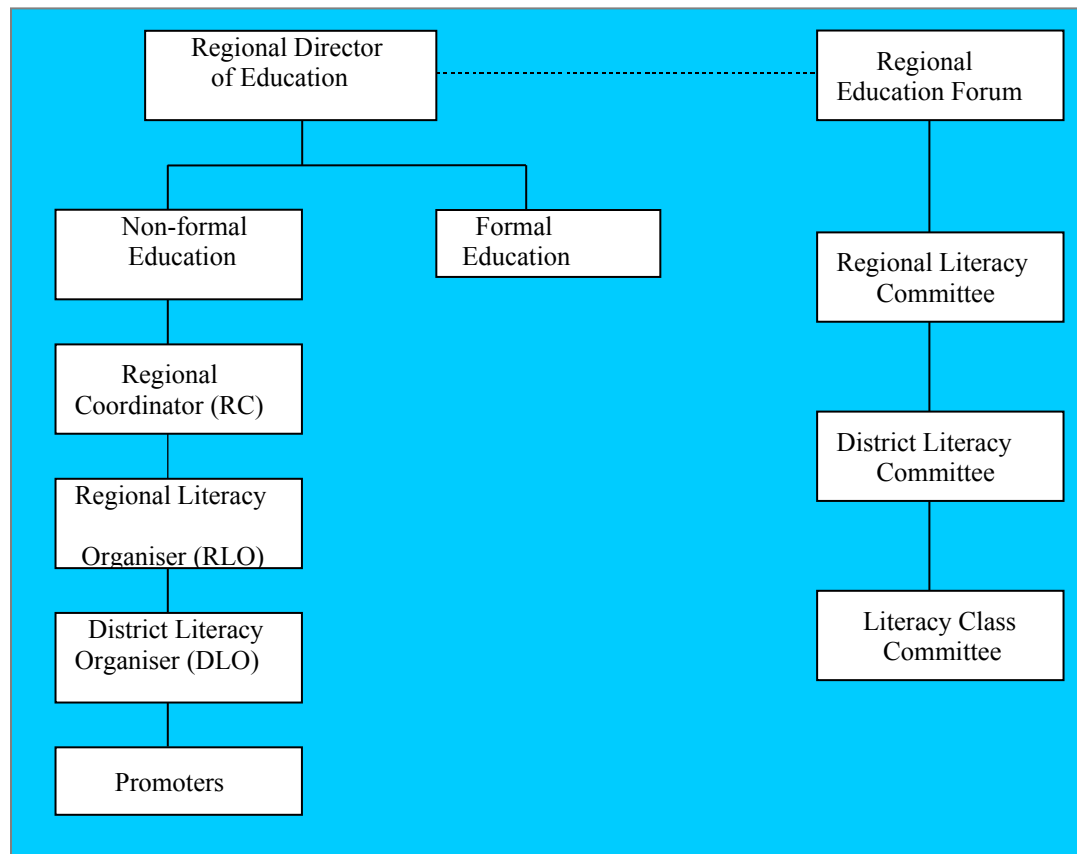 Regional Director
of Education
Regional
Education Forum
Non-formal
Education
Formal
Education
Regional Literacy
Committee
Regional
Coordinator (RC)
District Literacy
Committee
Regional Literacy
Organiser (RLO)
Literacy Class
Committee
District Literacy
Organiser (DLO)
Promoters